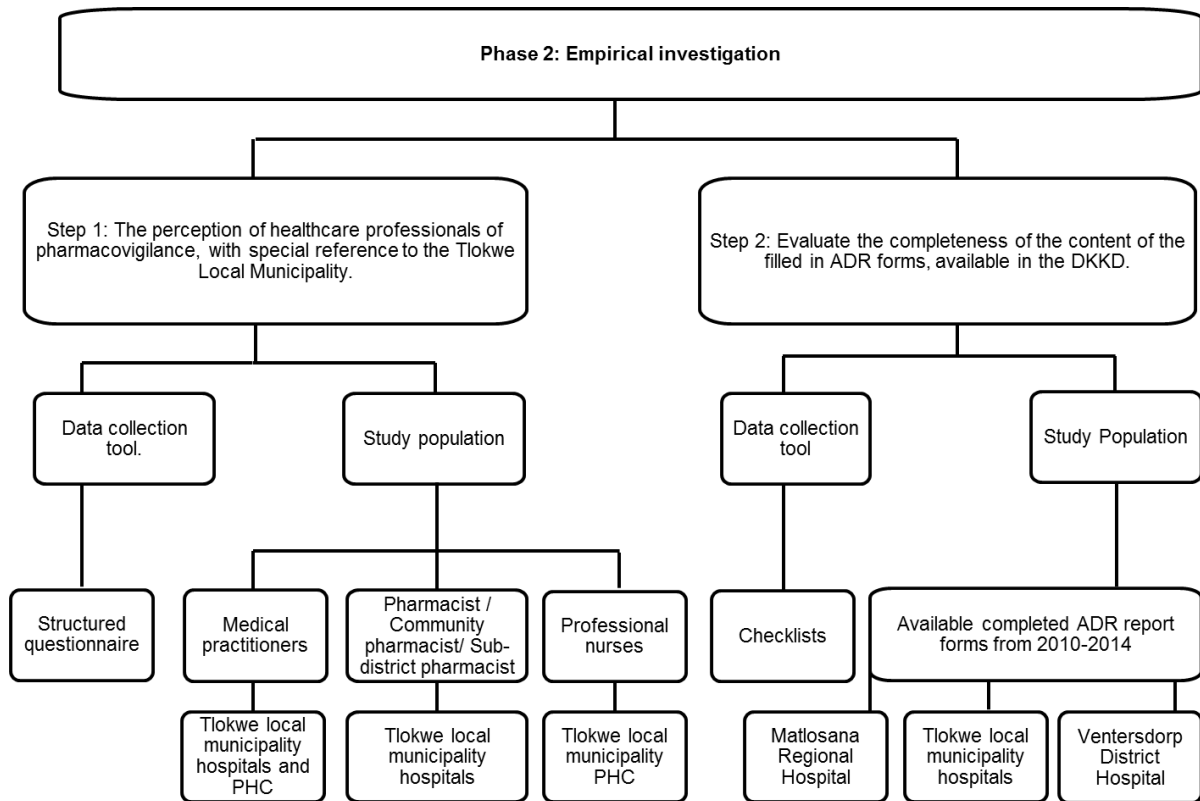 Phase 2: Empirical investigation
Step 1: The perception of healthcare professionals of
pharmacovigilance, with special reference to the Tlokwe
Local Municipality.
Step 2: Evaluate the completeness of the content of the
filled in ADR forms, available in the DKKD.
Data collection
tool.
Study population
Data collection
tool
Study Population
Structured
questionnaire
Medical
practitioners
Pharmacist /
Community
pharmacist/ Sub-
district pharmacist
Professional
nurses
Checklists
Available completed ADR report
forms from 2010-2014
Tlokwe local
municipality
hospitals and
PHC
Tlokwe local
municipality
hospitals
Tlokwe local
municipality
PHC
Matlosana
Regional
Hospital
Tlokwe local
municipality
hospitals
Ventersdorp
District
Hospital